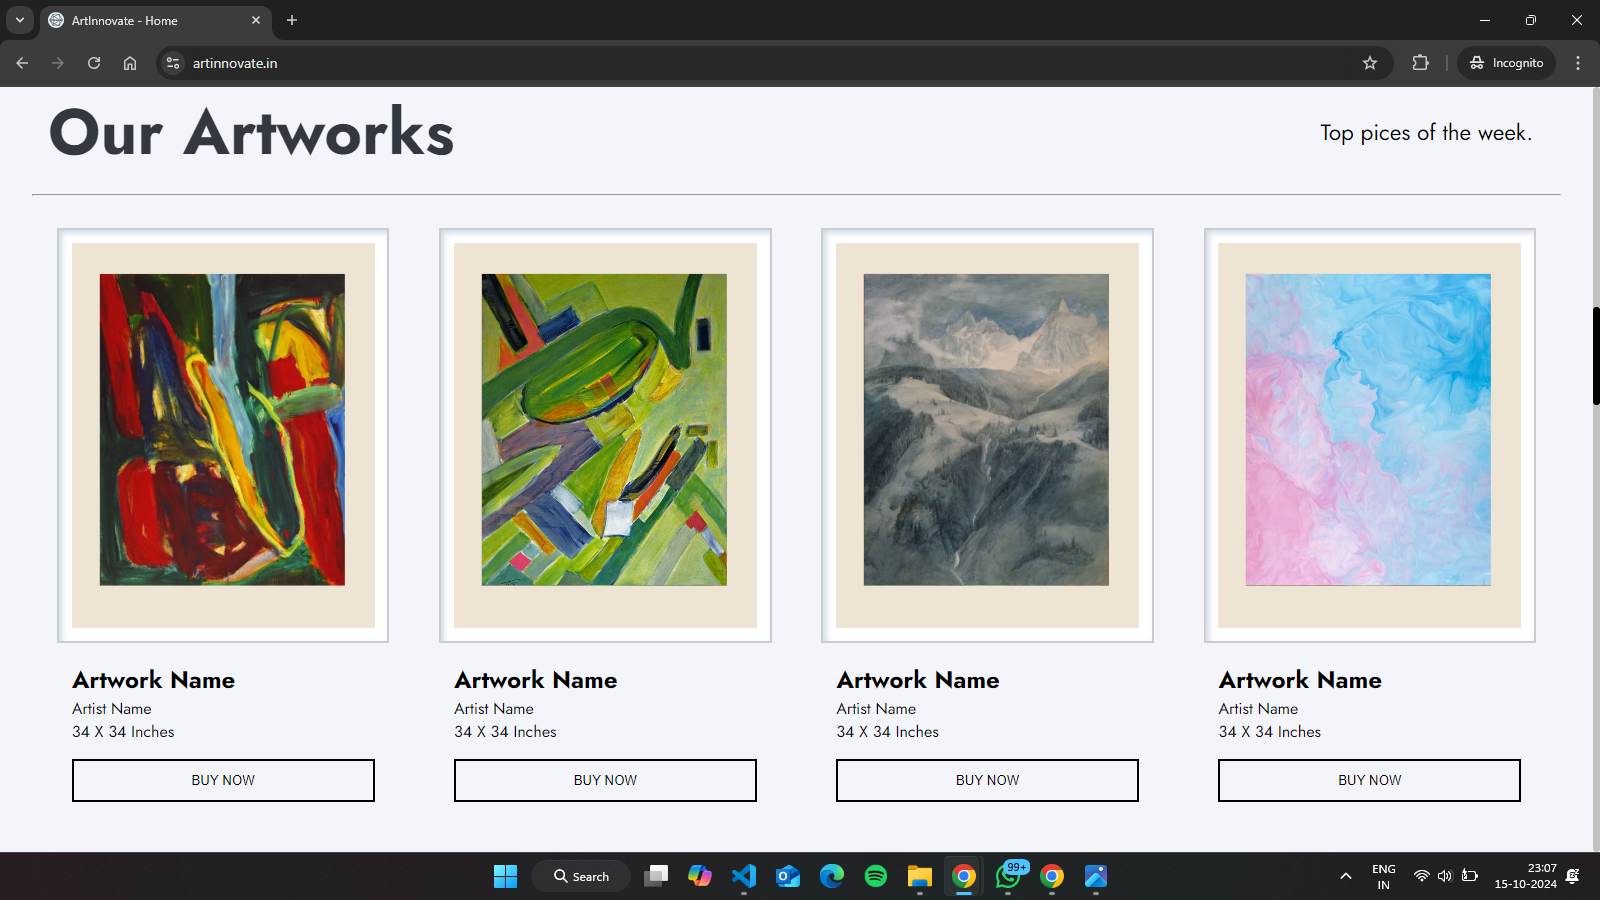 ArtInnovate - Home
artinnovate.in
Incognito
Our Artworks
Top pices of the week.
Artwork Name
Artist Name
34 X 34 Inches
BUY NOW
Artwork Name
Artist Name
34 X 34 Inches
BUY NOW
Artwork Name
Artist Name
34 X 34 Inches
BUY NOW
Artwork Name
Artist Name
34 X 34 Inches
BUY NOW
Search
99+
ENG
IN
23:07
15-10-2024